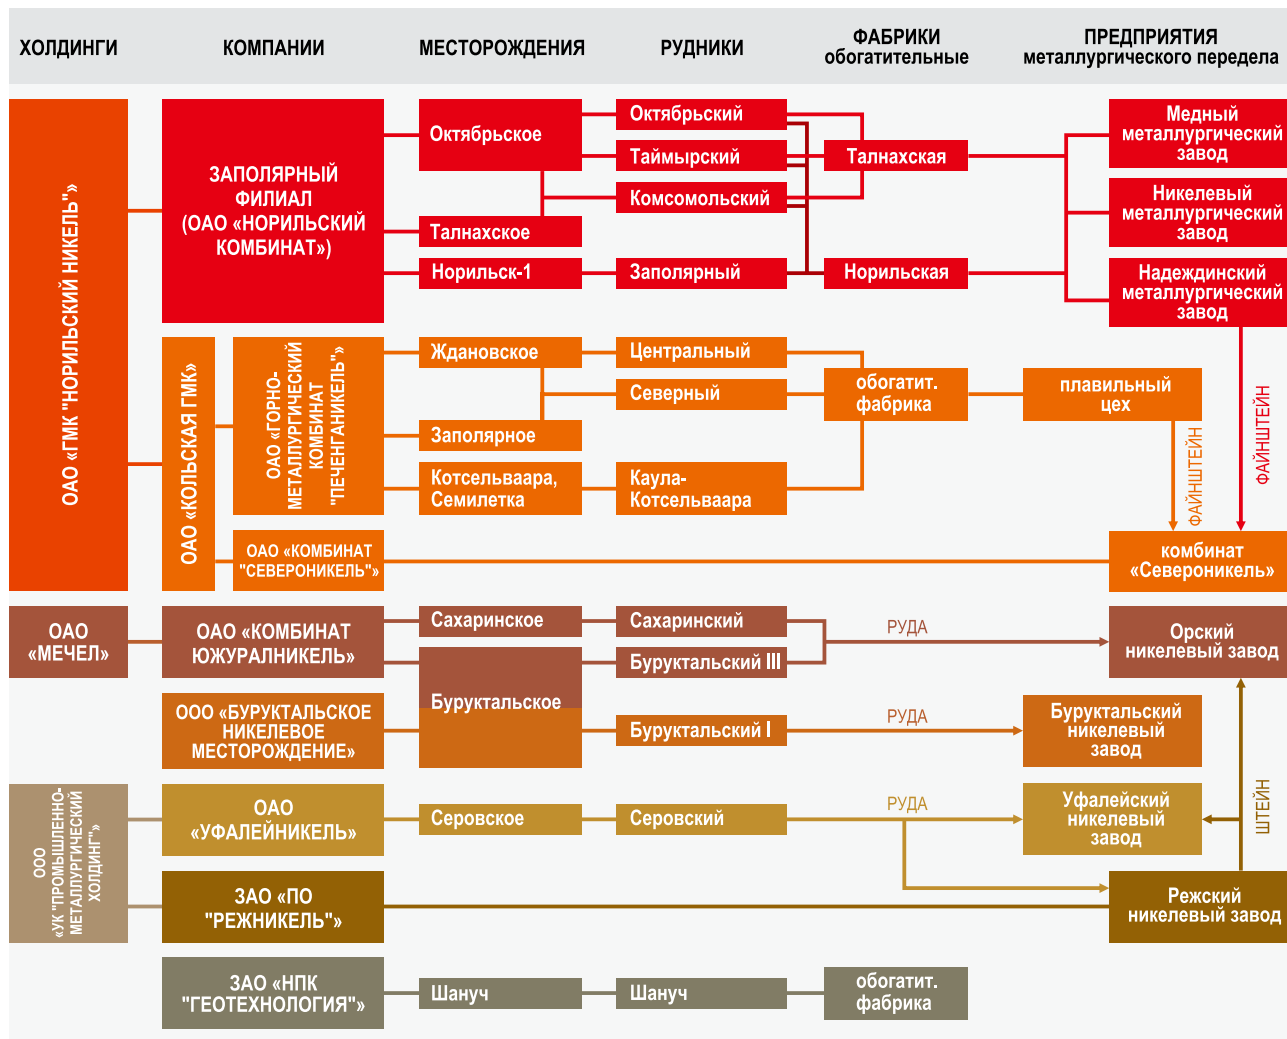 ХОЛДИНГИ
КОМПАНИИ
МЕСТОРОЖДЕНИЯ
РУДНИКИ
ФАБРИКИ
обогатительные
ПРЕДПРИЯТИЯ
металлургического передела
ОАО «ГМК "НОРИЛЬСКИЙ НИКЕЛЬ"»
ЗАПОЛЯРНЫЙ
ФИЛИАЛ
(ОАО «НОРИЛЬСКИЙ
КОМБИНАТ»)
Октябрьское
Талнахское
Норильск-1
Октябрьский
Таймырский
Комсомольский
Заполярный
Талнахская
Норильская
Медный
металлургический
завод
Никелевый
металлургический
завод
Надеждинский
металлургический
завод
ОАО «КОЛЬСКАЯ ГМК»
ОАО «ГОРНО-
МЕТАЛЛУРГИЧЕСКИЙ
КОМБИНАТ
"ПЕЧЕНГАНИКЕЛЬ"»
Ждановское
Заполярное
Котсельваара,
Семилетка
Центральный
Северный
Каула-
Котсельваара
обогатит.
фабрика
плавильный
цех
ФАЙНШТЕЙН
ФАЙНШТЕЙН
ОАО «КОМБИНАТ
"СЕВЕРОНИКЕЛЬ"»
комбинат
«Североникель»
ОАО
«МЕЧЕЛ»
ОАО «КОМБИНАТ
ЮЖУРАЛНИКЕЛЬ»
Сахаринское
Буруктальское
Сахаринский
Буруктальский III
РУДА
Орский
никелевый завод
ООО «БУРУКТАЛЬСКОЕ
НИКЕЛЕВОЕ
МЕСТОРОЖДЕНИЕ»
Буруктальский I
РУДА
Буруктальский
никелевый
завод
ООО
«УК "ПРОМЫШЛЕННО-
МЕТАЛЛУРГИЧЕСКИЙ
ХОЛДИНГ"»
ОАО
«УФАЛЕЙНИКЕЛЬ»
Серовское
Серовский
РУДА
Уфалейский
никелевый
завод
ШТЕЙН
ЗАО «ПО
"РЕЖНИКЕЛЬ"»
Режский
никелевый завод
ЗАО «НПК
"ГЕОТЕХНОЛОГИЯ"»
Шануч
Шануч
обогатит.
фабрика